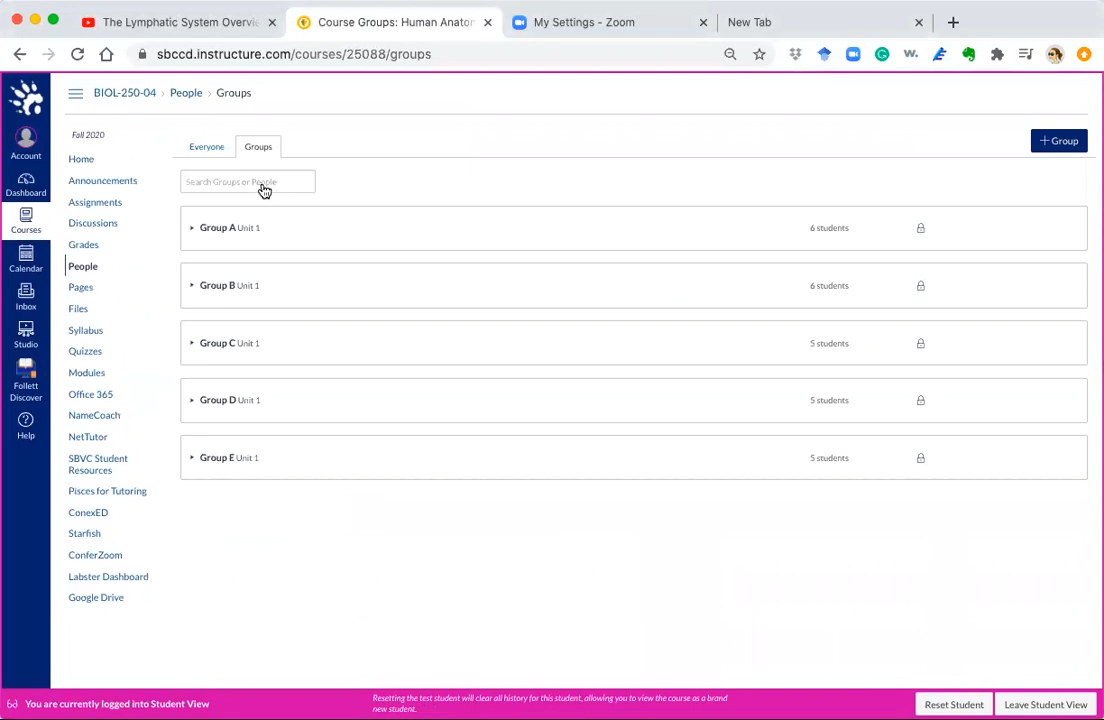 The Lymphatic System Overvie
Course Groups: Human Anaton
My Settings - Zoom
New Tab
sbccd.instructure.com/courses/25088/groups
BIOL-250-04 › People › Groups
Account
Dashboard
Courses
Calendar
Inbox
Studio
Follett
Discover
Help
Fall 2020
Home
Announcements
Assignments
Discussions
Grades
People
Pages
Files
Syllabus
Quizzes
Modules
Office 365
NameCoach
NetTutor
SBVC Student
Resources
Pisces for Tutoring
ConexED
Starfish
ConferZoom
Labster Dashboard
Google Drive
Everyone
Groups
+ Group
Search Groups or People
Group A Unit 1 6 students
Group B Unit 1 6 students
Group C Unit 1 5 students
Group D Unit 1 5 students
Group E Unit 1 5 students
You are currently logged into Student View
Resetting the test student will clear all history for this student, allowing you to view the course as a brand
new student.
Reset Student
Leave Student View